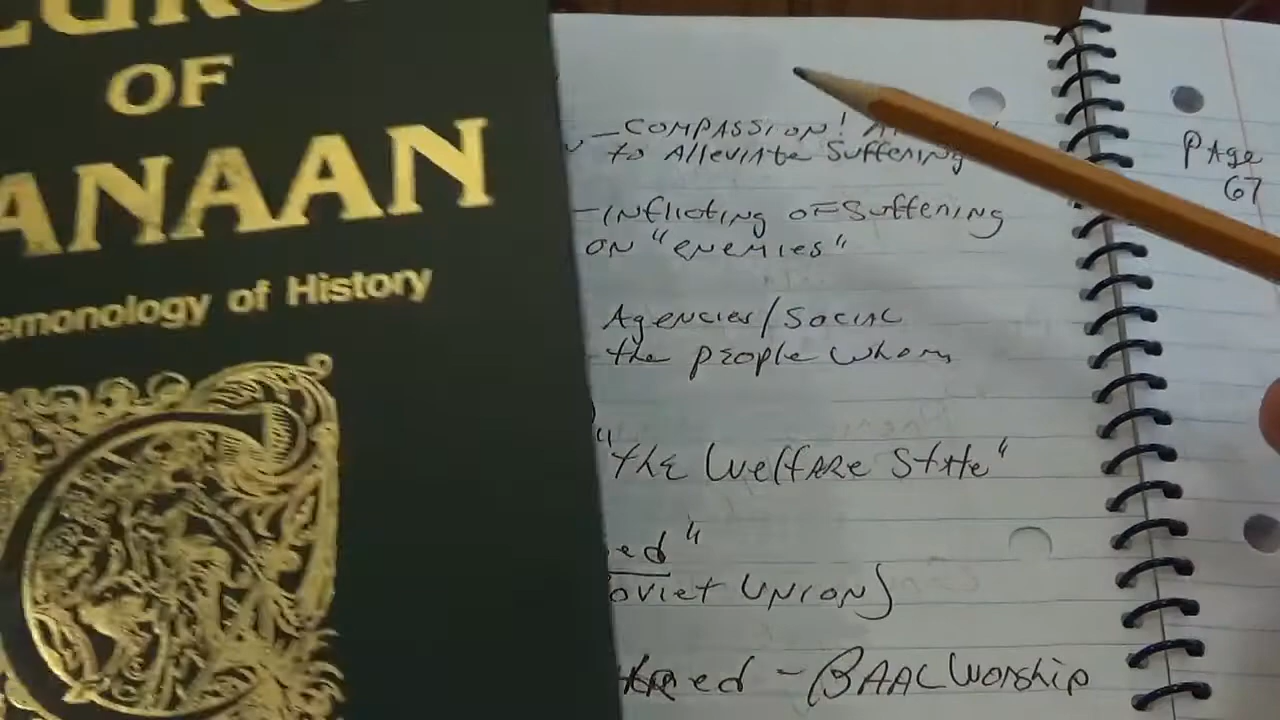 OF
ANAAN
emonology of History
- COMPASSION!
to Alleviate Suffering
- inflicting of Suffering
on "enemies"
Agencies/Social
the people whom
"the Welfare State"
ed"
oviet Union)
- BAAL Worship
Page
67